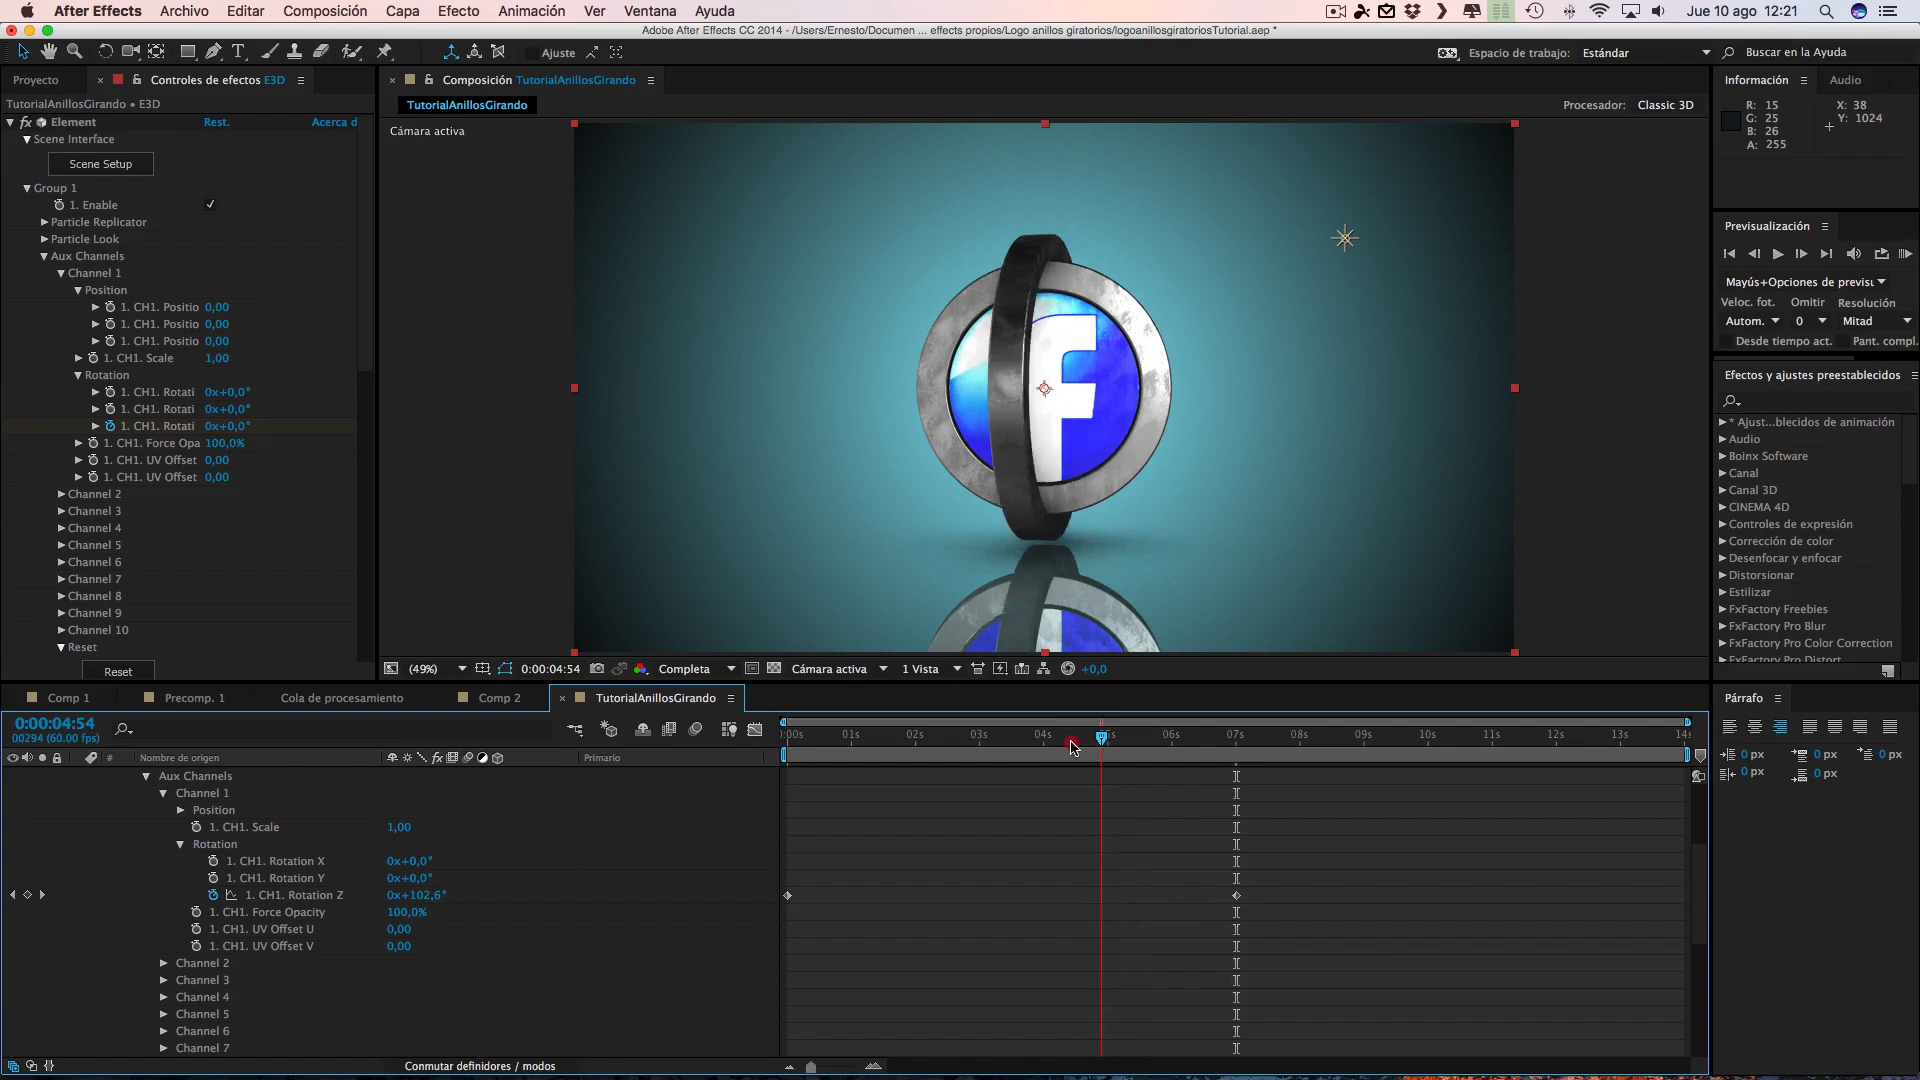 After Effects Archivo Editar Composición Capa Efecto Animación Ver Ventana Ayuda
Jue 10 ago 12:21
Adobe After Effects CC 2014 - /Users/Ernesto/Documen ... effects propios/Logo anillos giratorios/logoanillosgiratoriosTutorial.aep *
Ajuste
Espacio de trabajo: Estándar
Buscar en la Ayuda
Proyecto
Controles de efectos E3D
Composición TutorialAnillosGirando
Información
Audio
TutorialAnillosGirando • E3D
TutorialAnillosGirando
Procesador: Classic 3D
R: 15
G: 25
B: 26
A: 255
X: 38
Y: 1024
fx Element Rest. Acerca d
Cámara activa
Scene Interface
Scene Setup
Group 1
1. Enable
Particle Replicator
Particle Look
Aux Channels
Channel 1
Position
1. CH1. Positio 0,00
1. CH1. Positio 0,00
1. CH1. Positio 0,00
1. CH1. Scale 1,00
Rotation
1. CH1. Rotati 0x+0,0°
1. CH1. Rotati 0x+0,0°
1. CH1. Rotati 0x+0,0°
1. CH1. Force Opa 100,0%
1. CH1. UV Offset 0,00
1. CH1. UV Offset 0,00
Channel 2
Channel 3
Channel 4
Channel 5
Channel 6
Channel 7
Channel 8
Channel 9
Channel 10
Reset
Reset
f
(49%) 0:00:04:54 Completa Cámara activa 1 Vista +0,0
Previsualización
Mayús+Opciones de previsu
Veloc. fot. Omitir Resolución
Autom. 0 Mitad
Desde tiempo act. Pant. compl.
Efectos y ajustes preestablecidos
* Ajust...blecidos de animación
Audio
Boinx Software
Canal
Canal 3D
CINEMA 4D
Controles de expresión
Corrección de color
Desenfocar y enfocar
Distorsionar
Estilizar
FxFactory Freebies
FxFactory Pro Blur
FxFactory Pro Color Correction
FxFactory Pro Distort
Comp 1
Precomp. 1
Cola de procesamiento
Comp 2
TutorialAnillosGirando
Párrafo
0:00:04:54
00294 (60.00 fps)
:00s 01s 02s 03s 04s 06s 07s 08s 09s 10s 11s 12s 13s 14s
0 px 0 px 0 px
0 px 0 px
# Nombre de origen
fx
Primario
Aux Channels
Channel 1
Position
1. CH1. Scale 1,00
Rotation
1. CH1. Rotation X 0x+0,0°
1. CH1. Rotation Y 0x+0,0°
1. CH1. Rotation Z 0x+102,6°
1. CH1. Force Opacity 100,0%
1. CH1. UV Offset U 0,00
1. CH1. UV Offset V 0,00
Channel 2
Channel 3
Channel 4
Channel 5
Channel 6
Channel 7
Conmutar definidores / modos